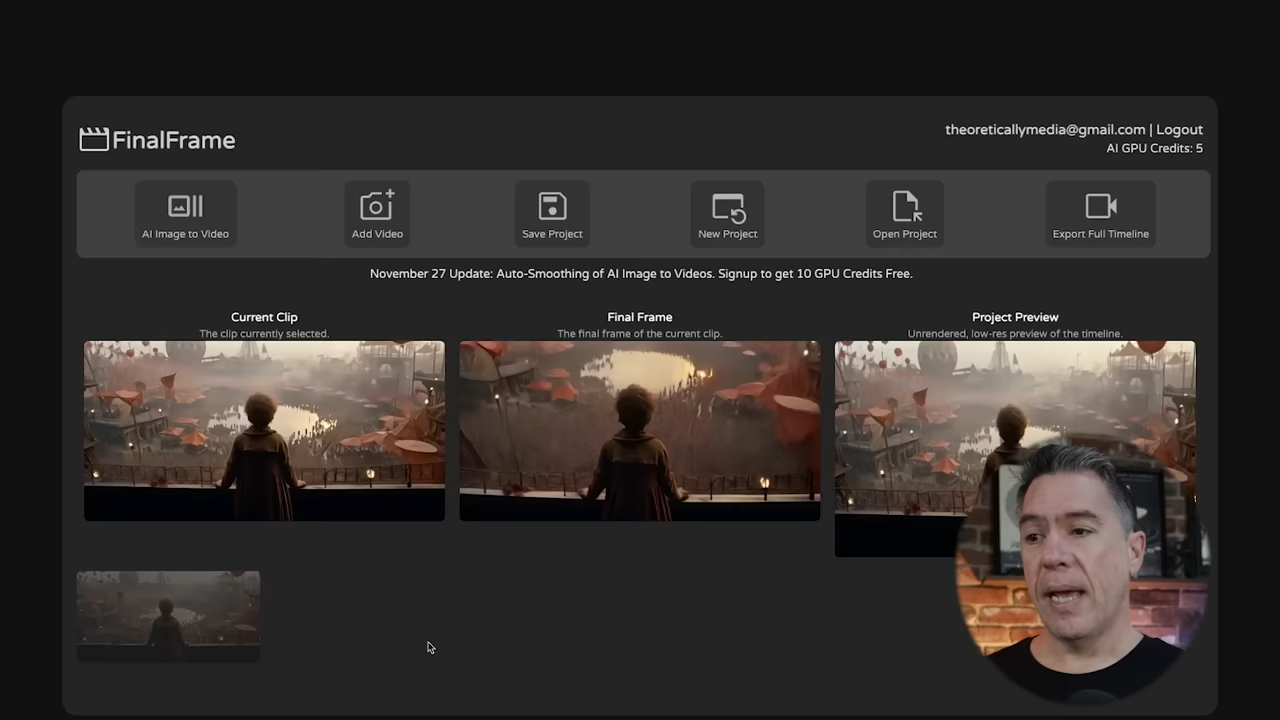 FinalFrame
theoreticallymedia@gmail.com | Logout
AI GPU Credits: 5
AI Image to Video
Add Video
Save Project
New Project
Open Project
Export Full Timeline
November 27 Update: Auto-Smoothing of AI Image to Videos. Signup to get 10 GPU Credits Free.
Current Clip
The clip currently selected.
Final Frame
The final frame of the current clip.
Project Preview
Unrendered, low-res preview of the timeline.